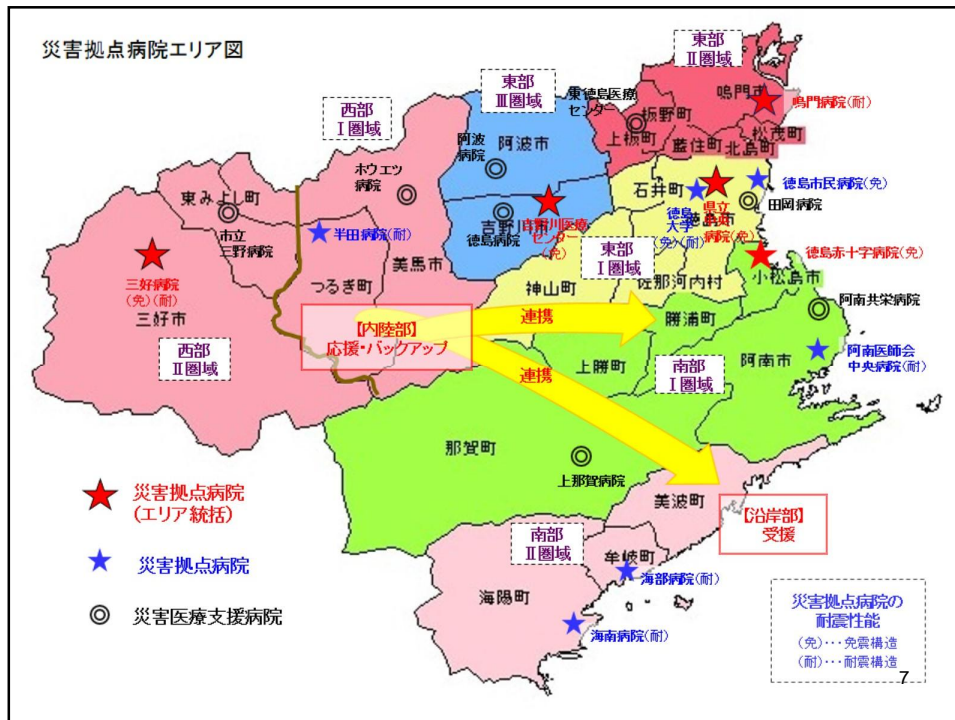 災害拠点病院エリア図
東部
Ⅱ圏域
鳴門市
鳴門病院(耐)
板野町
松茂町
上板町
藍住町
北島町
東徳島医療
センター
東部
Ⅲ圏域
阿波
病院
阿波市
吉野川市
徳島病院
吉野川医療
センター
(免)
西部
Ⅰ圏域
ホウエツ
病院
東みよし町
市立
三野病院
半田病院(耐)
美馬市
つるぎ町
三好病院
(免)(耐)
三好市
西部
Ⅱ圏域
石井町
徳島市
徳島市民病院(免)
田岡病院
徳島
大学
(免)(耐)
県立
中央
病院(免)
東部
Ⅰ圏域
神山町
佐那河内村
徳島赤十字病院(免)
小松島市
阿南共栄病院
勝浦町
上勝町
阿南市
阿南医師会
中央病院(耐)
南部
Ⅰ圏域
【内陸部】
応援・バックアップ
連携
連携
那賀町
上那賀病院
美波町
【沿岸部】
受援
南部
Ⅱ圏域
牟岐町
海部病院(耐)
海陽町
海南病院(耐)
災害拠点病院
(エリア統括)
災害拠点病院
災害医療支援病院
災害拠点病院の
耐震性能
(免)・・・免震構造
(耐)・・・耐震構造
7